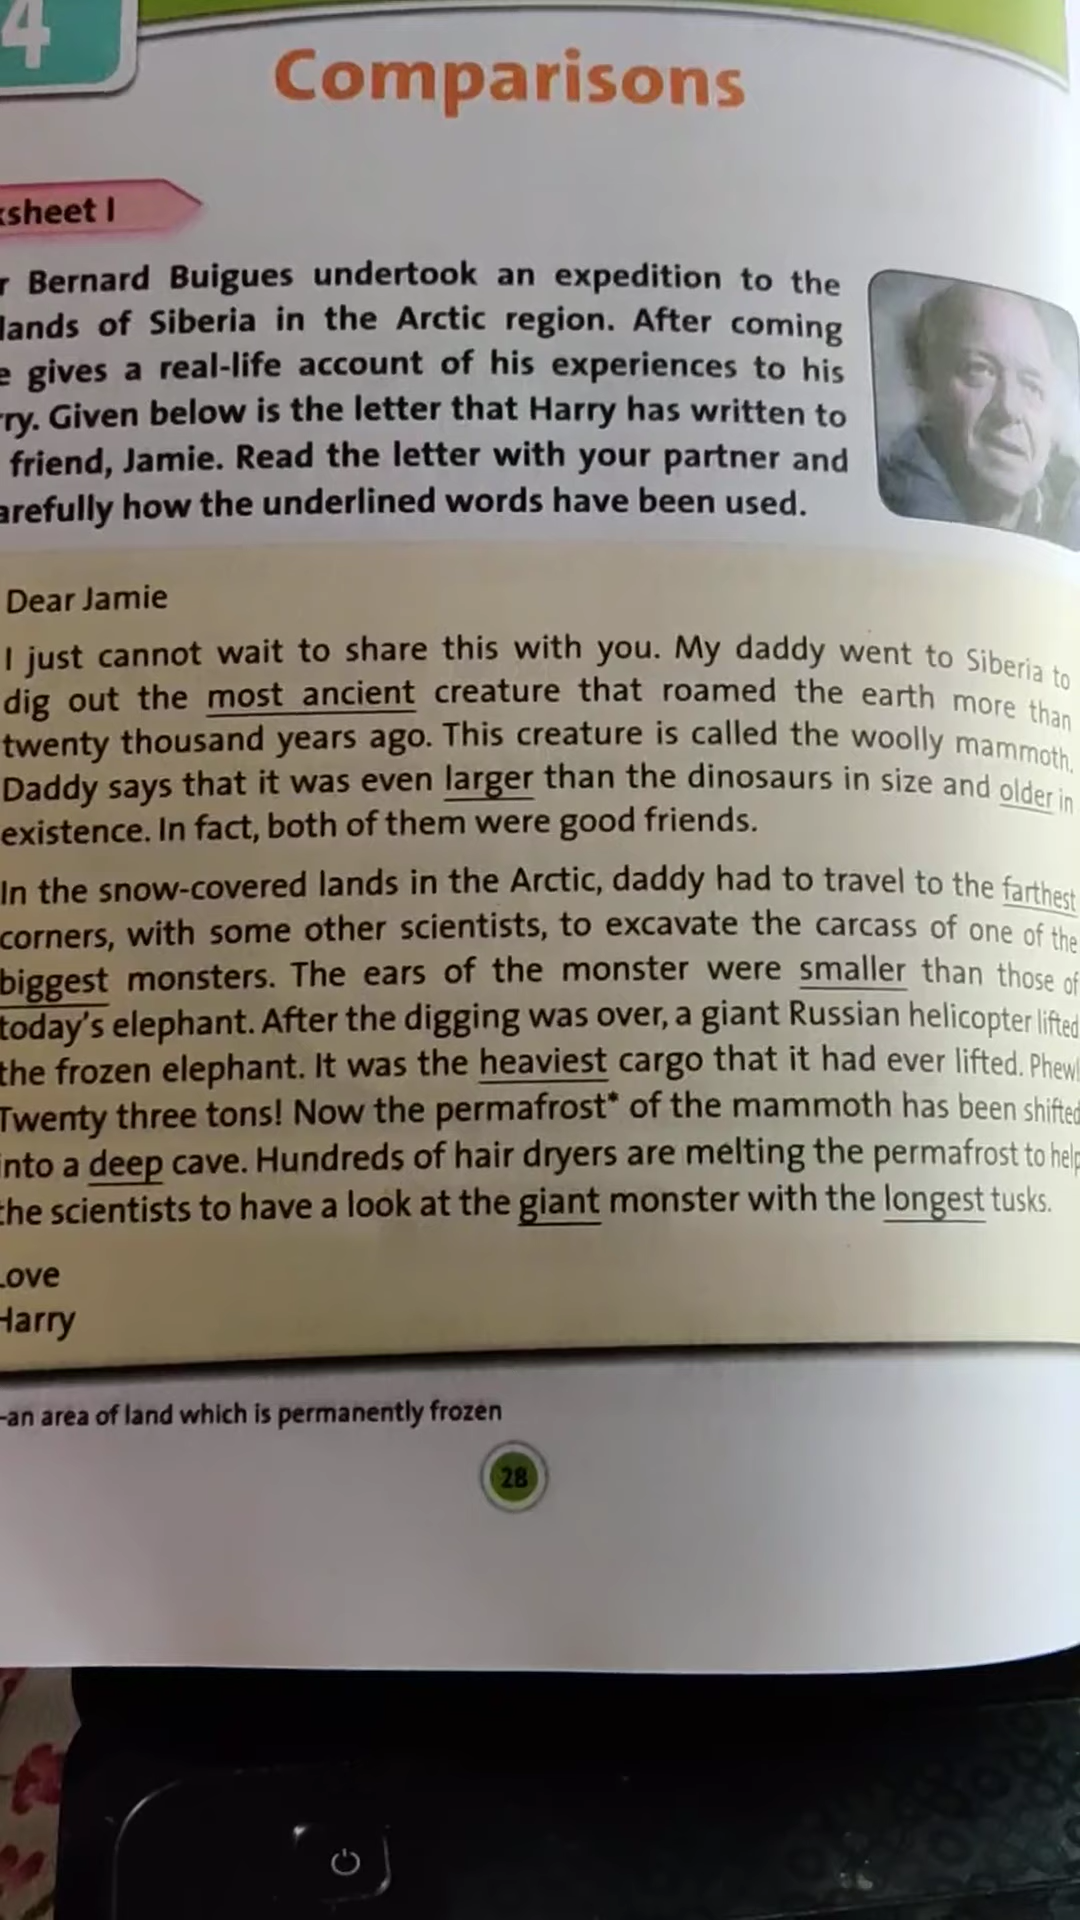 4
Comparisons
sheet I
Bernard Buigues undertook an expedition to the
lands of Siberia in the Arctic region. After coming
gives a real-life account of his experiences to his
Given below is the letter that Harry has written to
friend, Jamie. Read the letter with your partner and
how the underlined words have been used.
Dear Jamie
I just cannot wait to share this with you. My daddy went to Siberia to
dig out the most ancient creature that roamed the earth more than
twenty thousand years ago. This creature is called the woolly mammoth.
Daddy says that it was even larger than the dinosaurs in size and older in
existence. In fact, both of them were good friends.
In the snow-covered lands in the Arctic, daddy had to travel to the farthest
corners, with some other scientists, to excavate the carcass of one of the
biggest monsters. The ears of the monster were smaller than those of
today's elephant. After the digging was over, a giant Russian helicopter lifted
the frozen elephant. It was the heaviest cargo that it had ever lifted. Phew!
Twenty three tons! Now the permafrost* of the mammoth has been shifted
into a deep cave. Hundreds of hair dryers are melting the permafrost to help
the scientists to have a look at the giant monster with the longest tusks.
Love
Harry
-an area of land which is permanently frozen
28